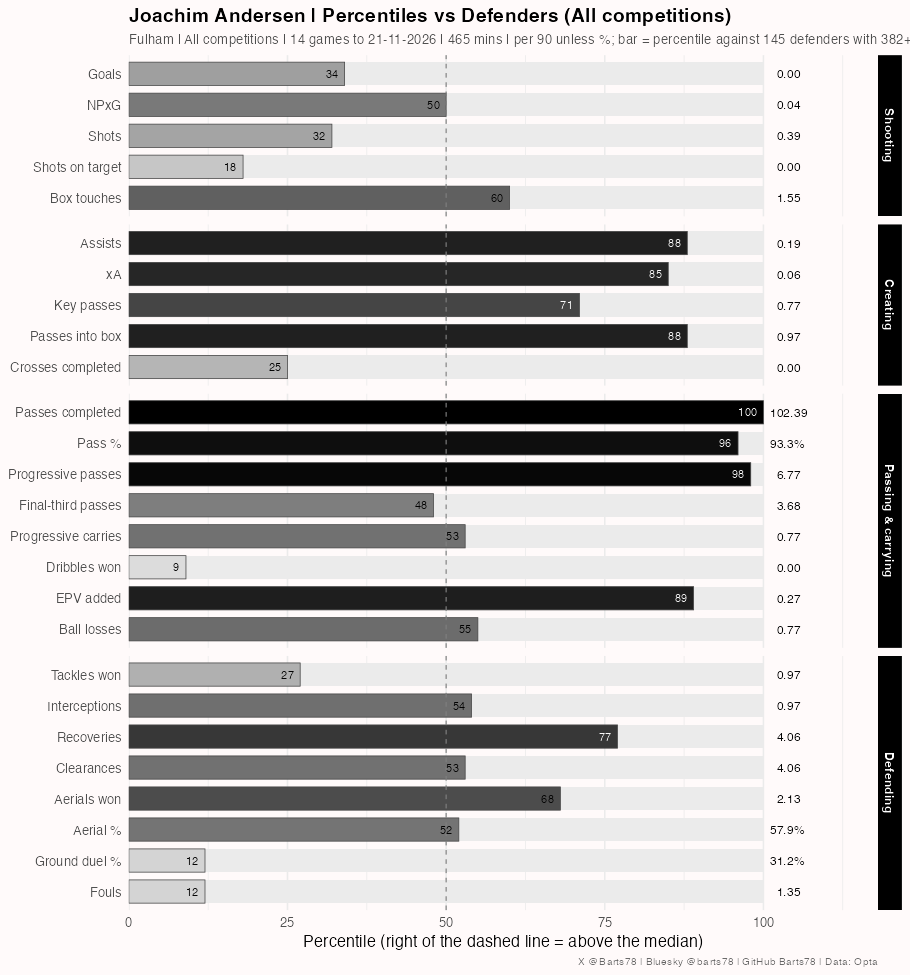 Joachim Andersen | Percentiles vs Defenders (All competitions)
Fulham | All competitions | 14 games to 21-11-2026 | 465 mins | per 90 unless %; bar = percentile against 145 defenders with 382+
Goals 34 0.00
NPxG 50 0.04
Shots 32 0.39
Shots on target 18 0.00
Box touches 60 1.55
Shooting
Assists 88 0.19
xA 85 0.06
Key passes 71 0.77
Passes into box 88 0.97
Crosses completed 25 0.00
Creating
Passes completed 100 102.39
Pass % 96 93.3%
Progressive passes 98 6.77
Final-third passes 48 3.68
Progressive carries 53 0.77
Dribbles won 9 0.00
EPV added 89 0.27
Ball losses 55 0.77
Passing & carrying
Tackles won 27 0.97
Interceptions 54 0.97
Recoveries 77 4.06
Clearances 53 4.06
Aerials won 68 2.13
Aerial % 52 57.9%
Ground duel % 12 31.2%
Fouls 12 1.35
Defending
0 25 50 75 100
Percentile (right of the dashed line = above the median)
X @Barts78 | Bluesky @barts78 | GitHub Barts78 | Data: Opta